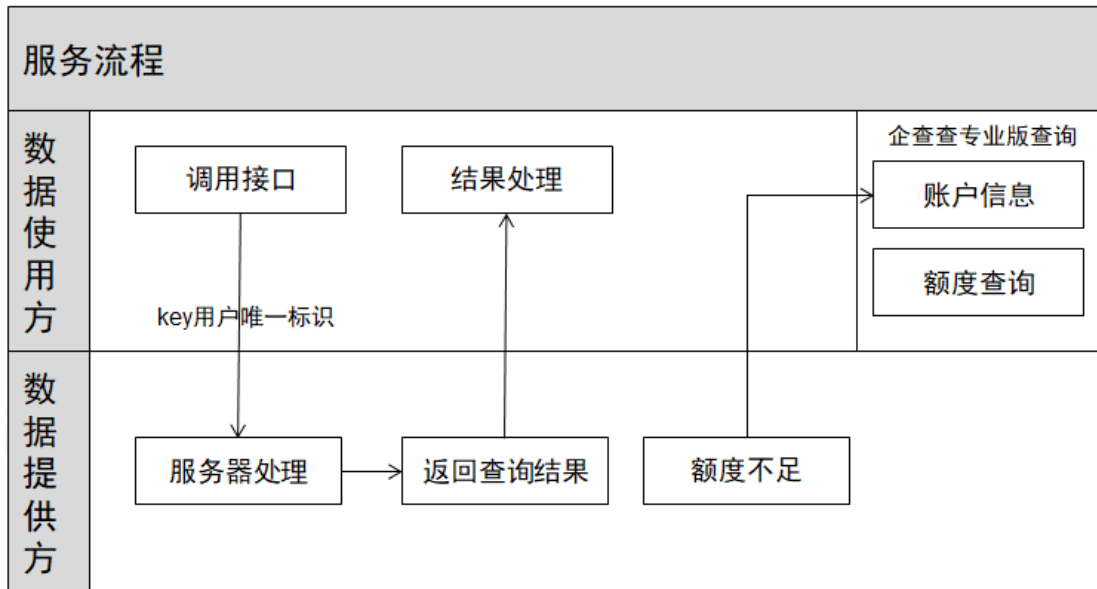 服务流程
数据使用方
调用接口
结果处理
企查查专业版查询
账户信息
额度查询
key用户唯一标识
数据提供方
服务器处理
返回查询结果
额度不足